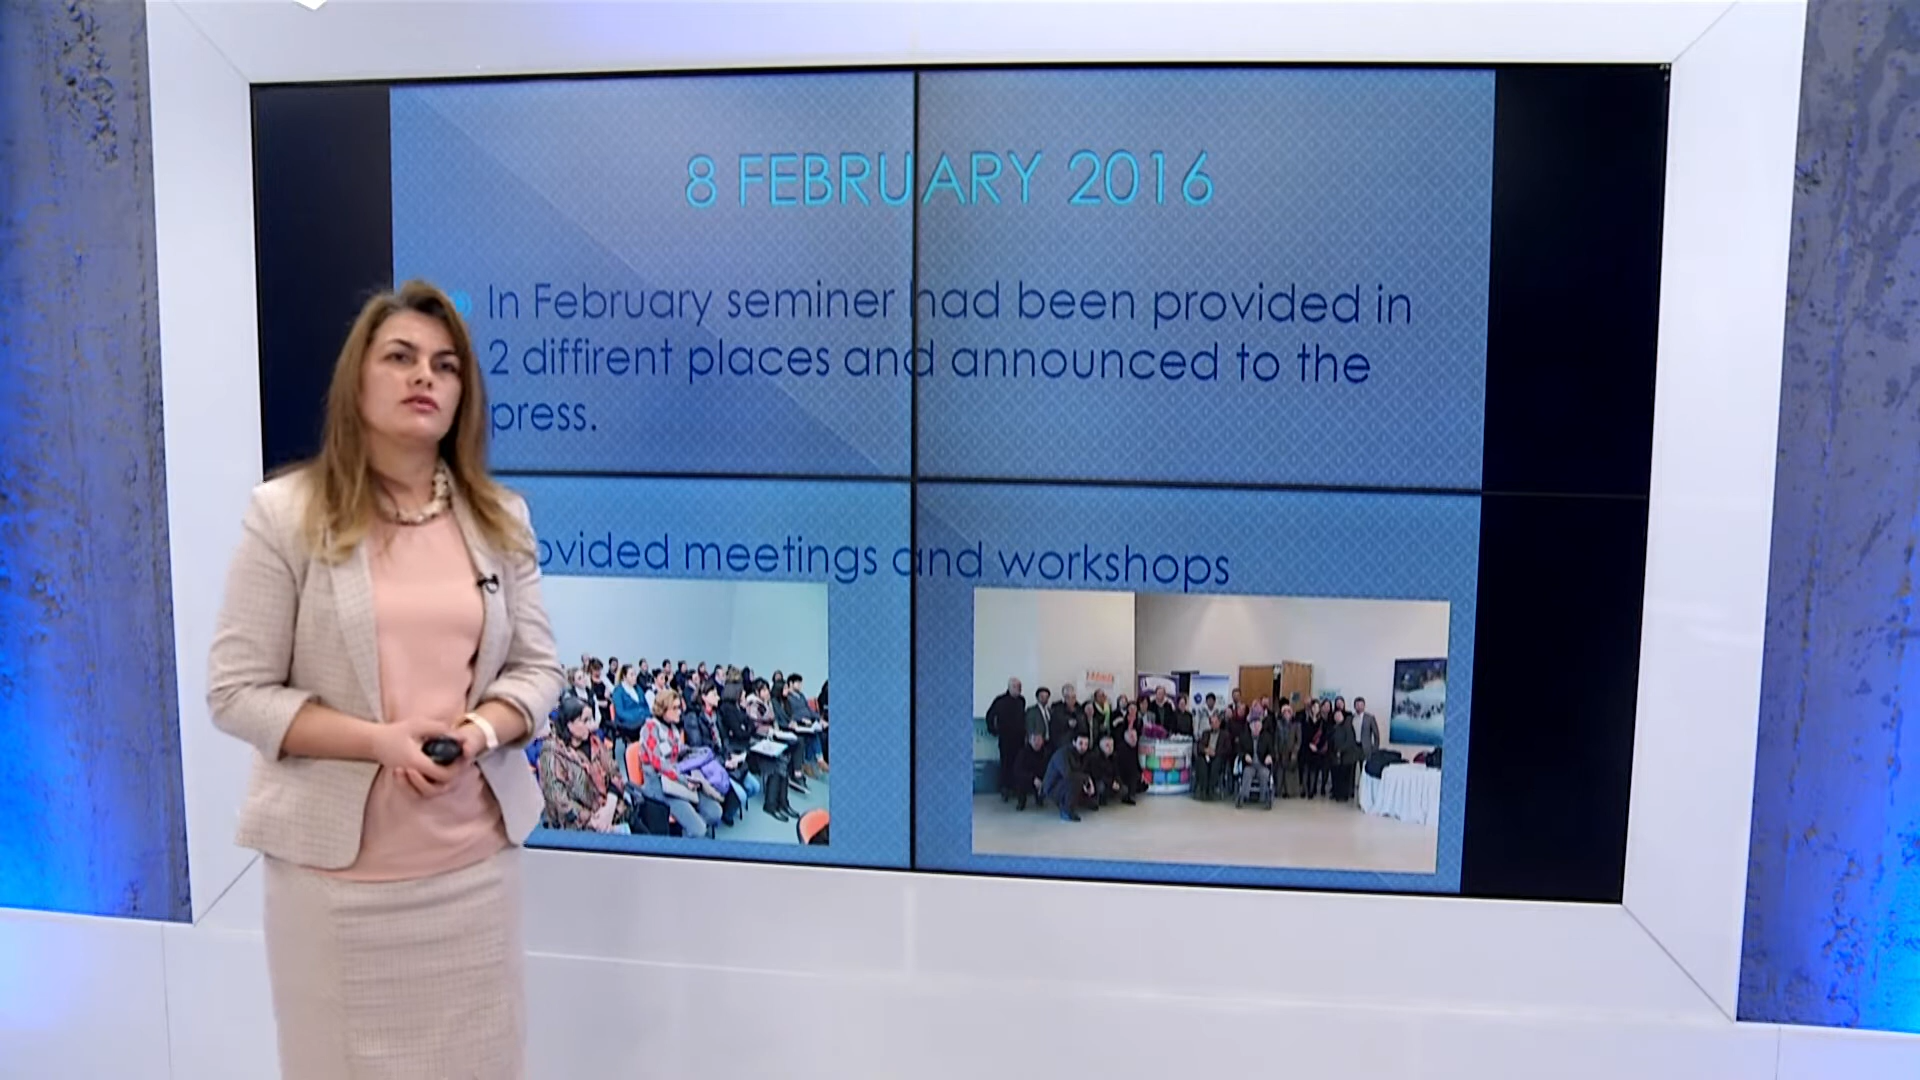 8 FEBRUARY 2016
In February seminer had been provided in
2 diffirent places and announced to the
press.
meetings and workshops